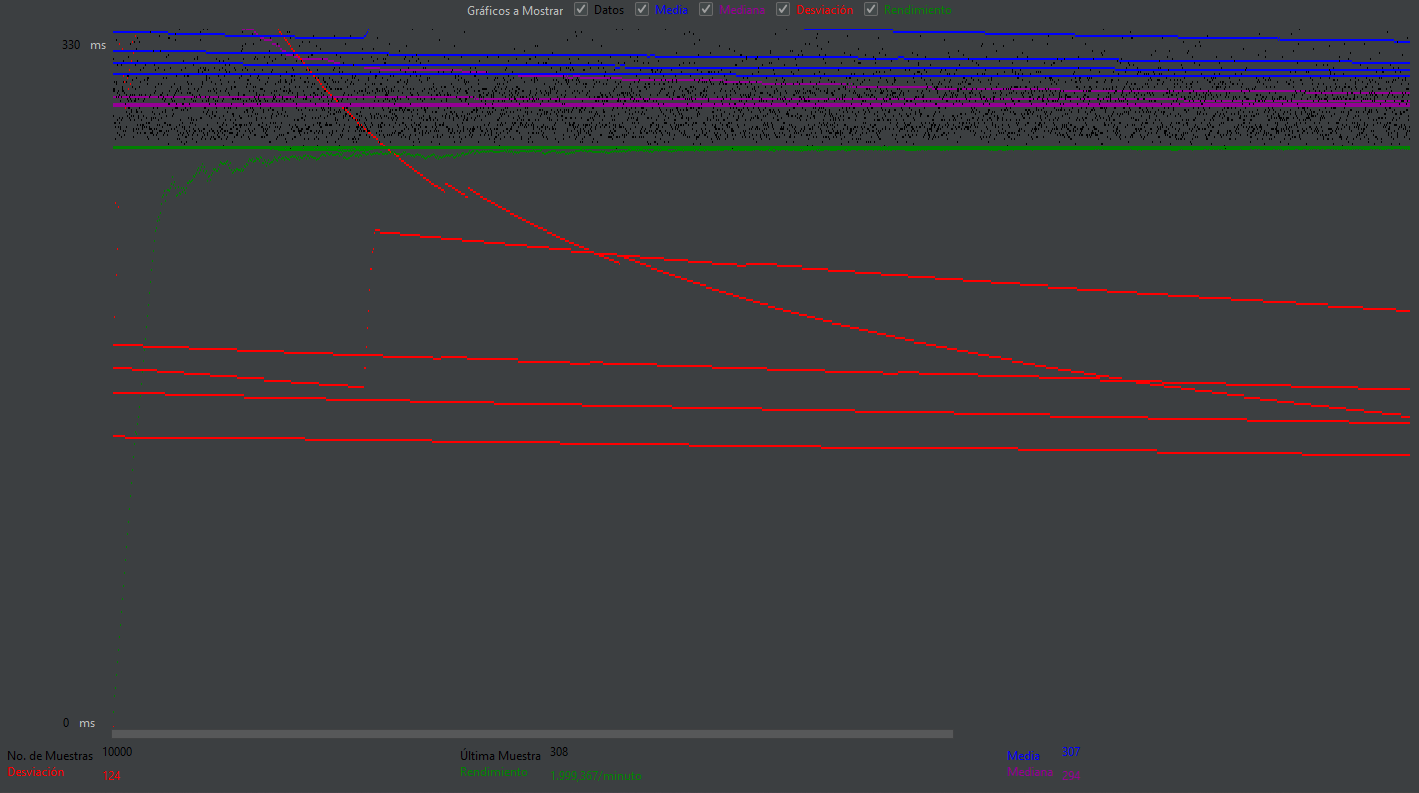 Gráficos a Mostrar Datos Media Mediana Desviación Rendimiento
330 ms
0 ms
No. de Muestras 10000 Última Muestra 308 Media 307
Desviación 124 Rendimiento 1.999,367/minuto Mediana